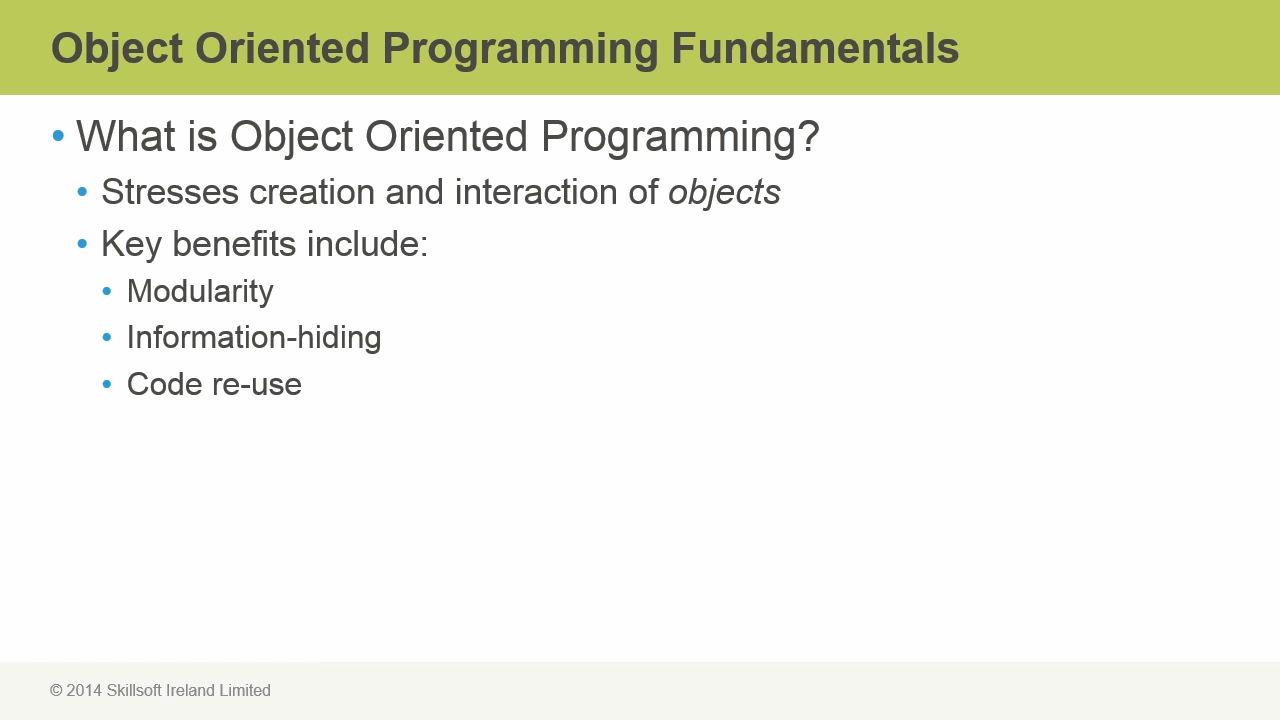 Object Oriented Programming Fundamentals
• What is Object Oriented Programming?
• Stresses creation and interaction of objects
• Key benefits include:
• Modularity
• Information-hiding
• Code re-use
© 2014 Skillsoft Ireland Limited